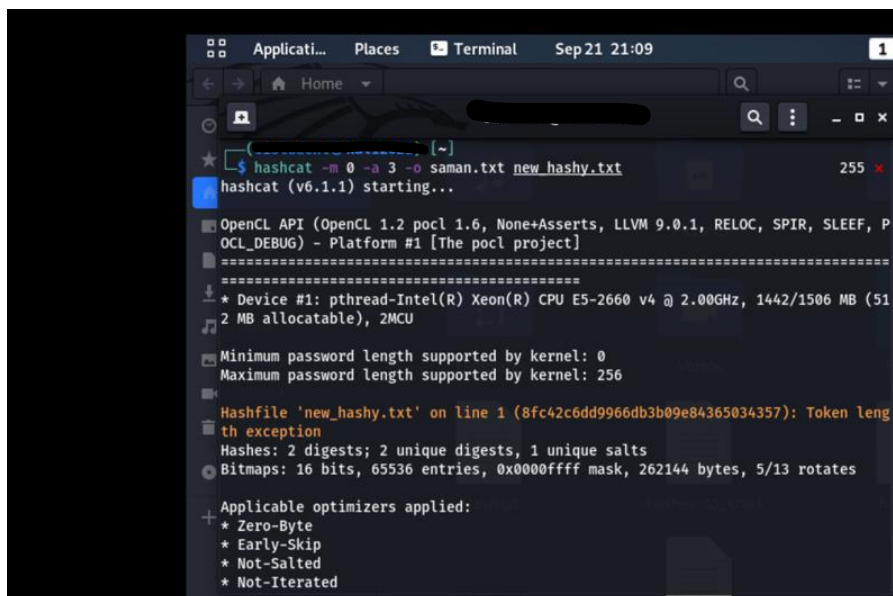 Applicati... Places Terminal Sep 21 21:09 1
Home
[~]
$ hashcat -m 0 -a 3 -o saman.txt new_hashy.txt 255 ×
hashcat (v6.1.1) starting...
OpenCL API (OpenCL 1.2 pocl 1.6, None+Asserts, LLVM 9.0.1, RELOC, SPIR, SLEEF, P
OCL_DEBUG) - Platform #1 [The pocl project]
================================================================================
===========================================
* Device #1: pthread-Intel(R) Xeon(R) CPU E5-2660 v4 @ 2.00GHz, 1442/1506 MB (51
2 MB allocatable), 2MCU
Minimum password length supported by kernel: 0
Maximum password length supported by kernel: 256
Hashfile 'new_hashy.txt' on line 1 (8fc42c6dd9966db3b09e84365034357): Token leng
th exception
Hashes: 2 digests; 2 unique digests, 1 unique salts
Bitmaps: 16 bits, 65536 entries, 0x0000ffff mask, 262144 bytes, 5/13 rotates
Applicable optimizers applied:
* Zero-Byte
* Early-Skip
* Not-Salted
* Not-Iterated